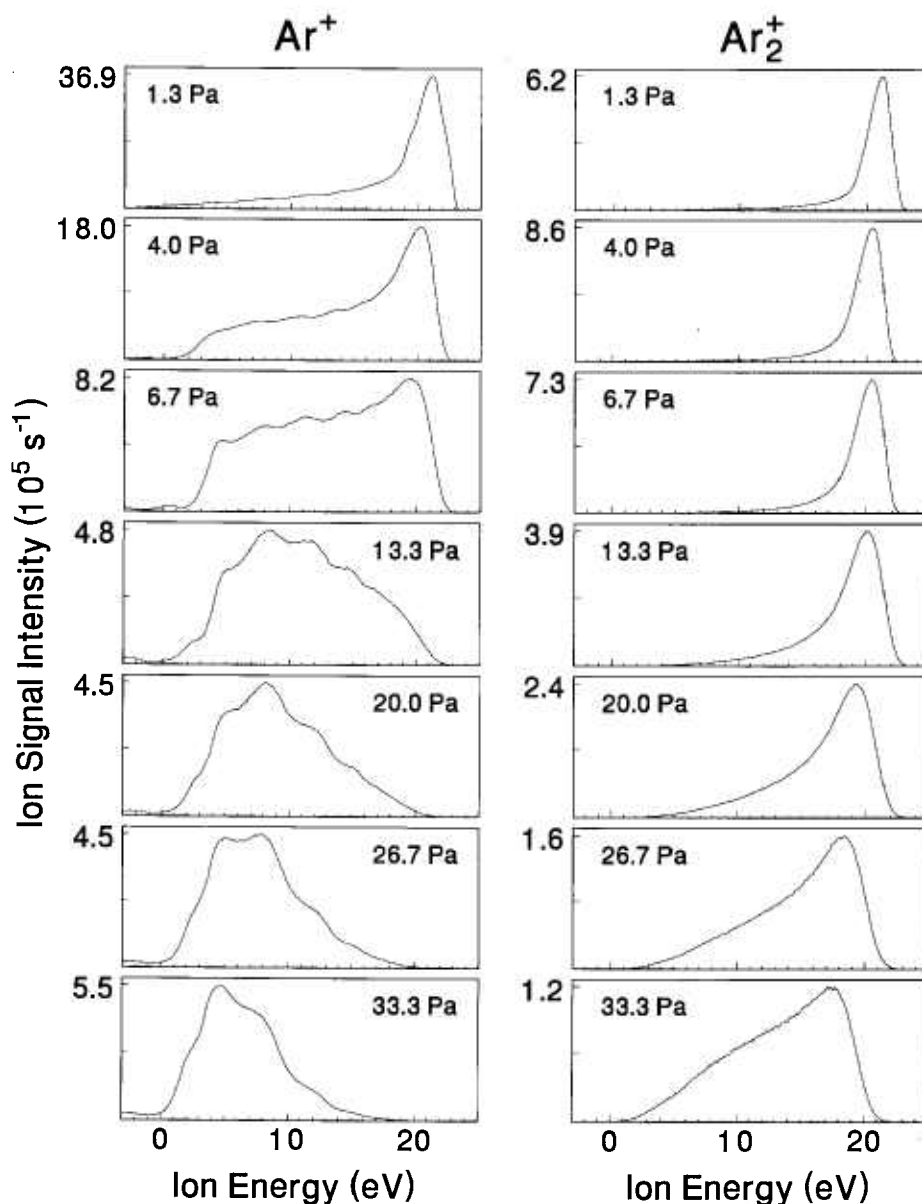 Ar⁺
Ar₂⁺
Ion Signal Intensity (10⁵ s⁻¹)
36.9
1.3 Pa
18.0
4.0 Pa
8.2
6.7 Pa
4.8
13.3 Pa
4.5
20.0 Pa
4.5
26.7 Pa
5.5
33.3 Pa
0 10 20
Ion Energy (eV)
6.2
1.3 Pa
8.6
4.0 Pa
7.3
6.7 Pa
3.9
13.3 Pa
2.4
20.0 Pa
1.6
26.7 Pa
1.2
33.3 Pa
0 10 20
Ion Energy (eV)